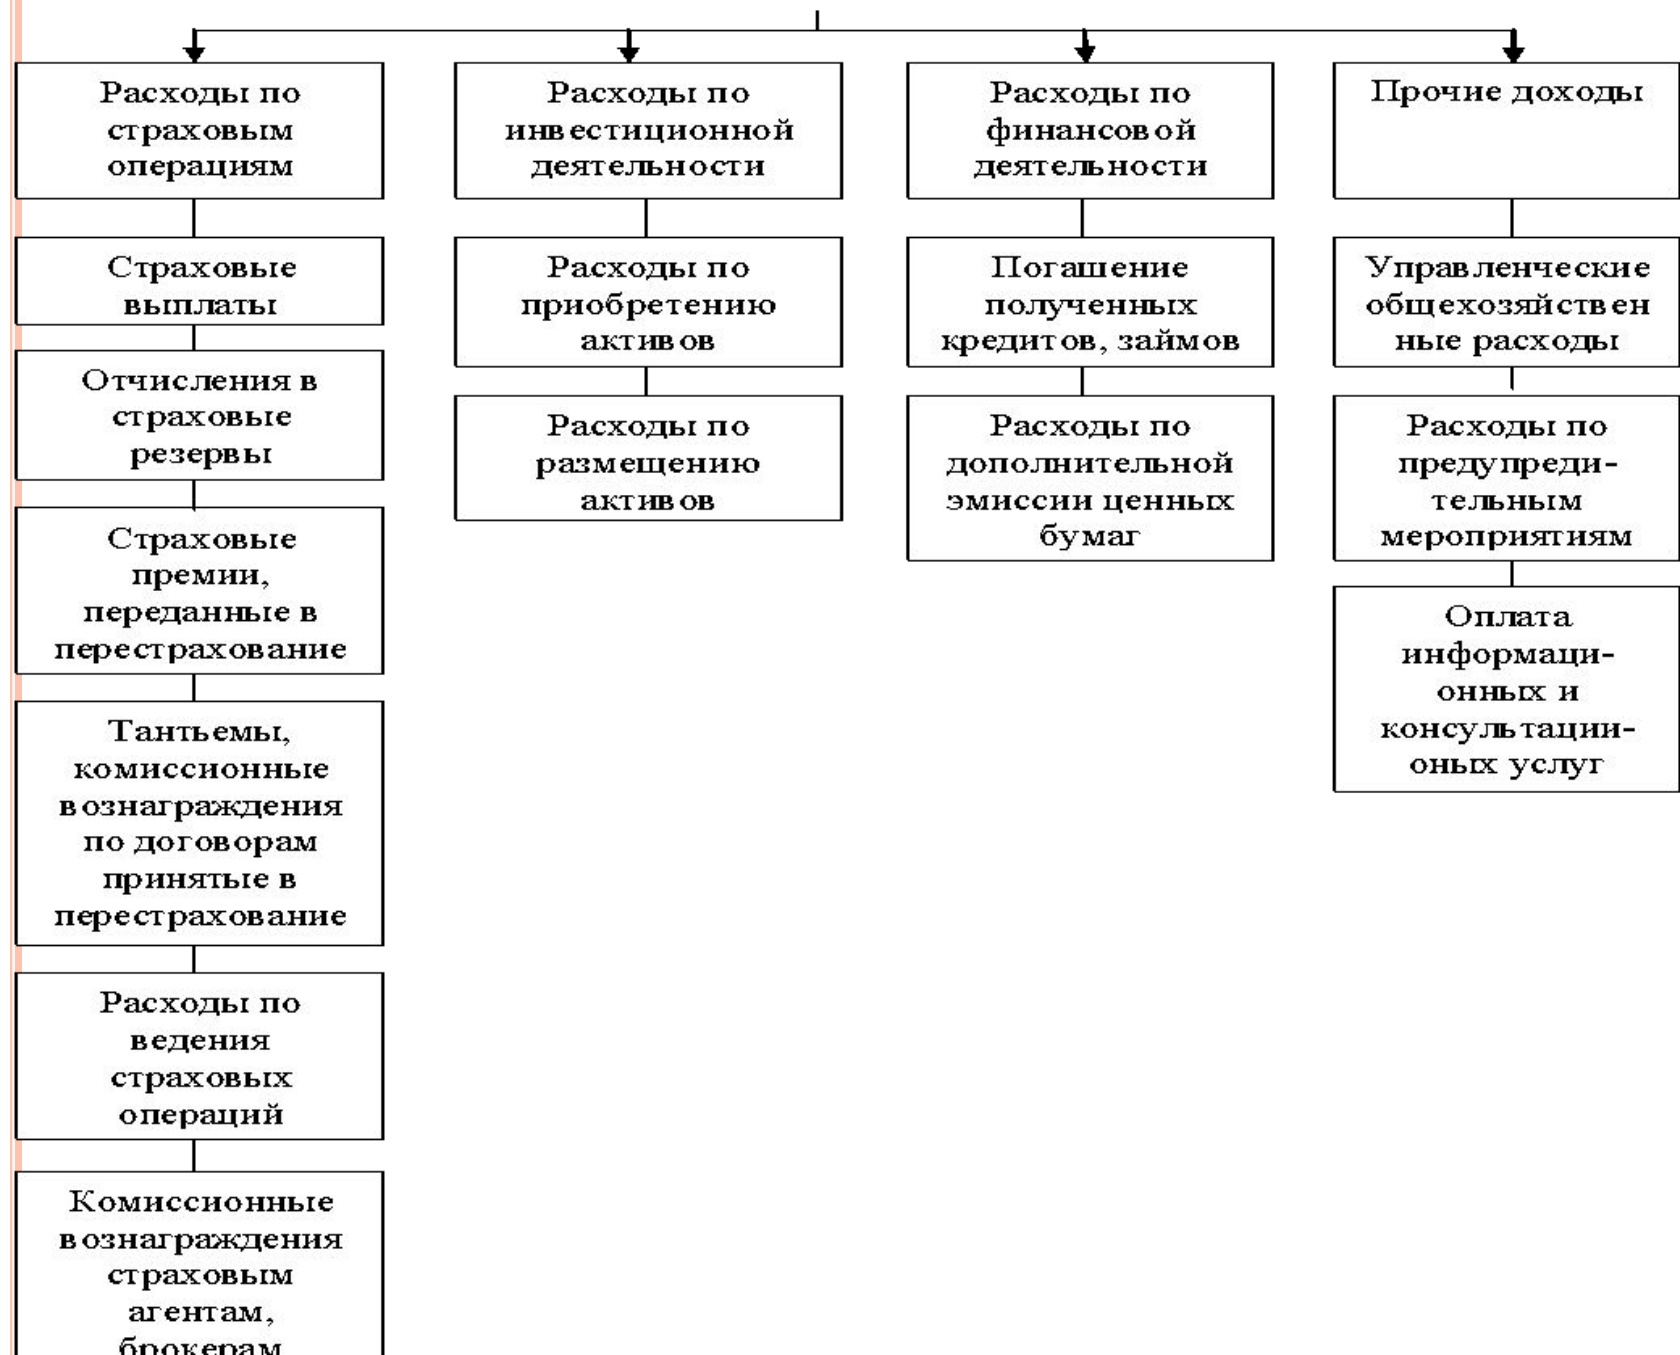 Расходы по
страховым
операциям
Страховые
выплаты
Отчисления в
страховые
резервы
Страховые
премии,
переданные в
перестрахование
Тантьемы,
комиссионные
вознаграждения
по договорам
принятые в
перестрахование
Расходы по
ведения
страховых
операций
Комиссионные
вознаграждения
страховым
агентам,
брокерам
Расходы по
инвестиционной
деятельности
Расходы по
приобретению
активов
Расходы по
размещению
активов
Расходы по
финансовой
деятельности
Погашение
полученных
кредитов, займов
Расходы по
дополнительной
эмиссии ценных
бумаг
Прочие доходы
Управленческие
общехозяйствен
ные расходы
Расходы по
предупреди-
тельным
мероприятиям
Оплата
информаци-
онных и
консультации-
оных услуг